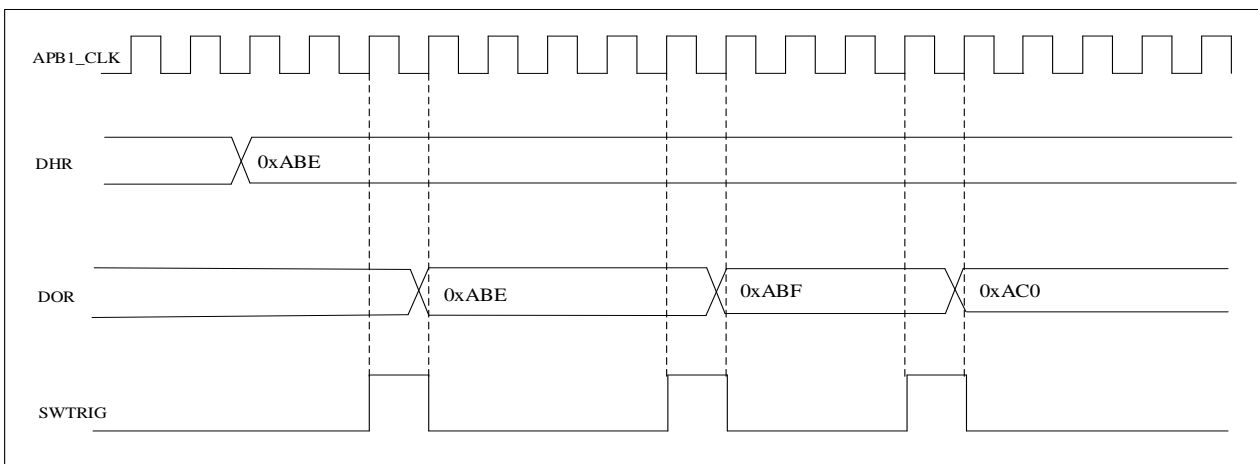 APB1_CLK
DHR
0xABE
DOR
0xABE
0xABF
0xAC0
SWTRIG